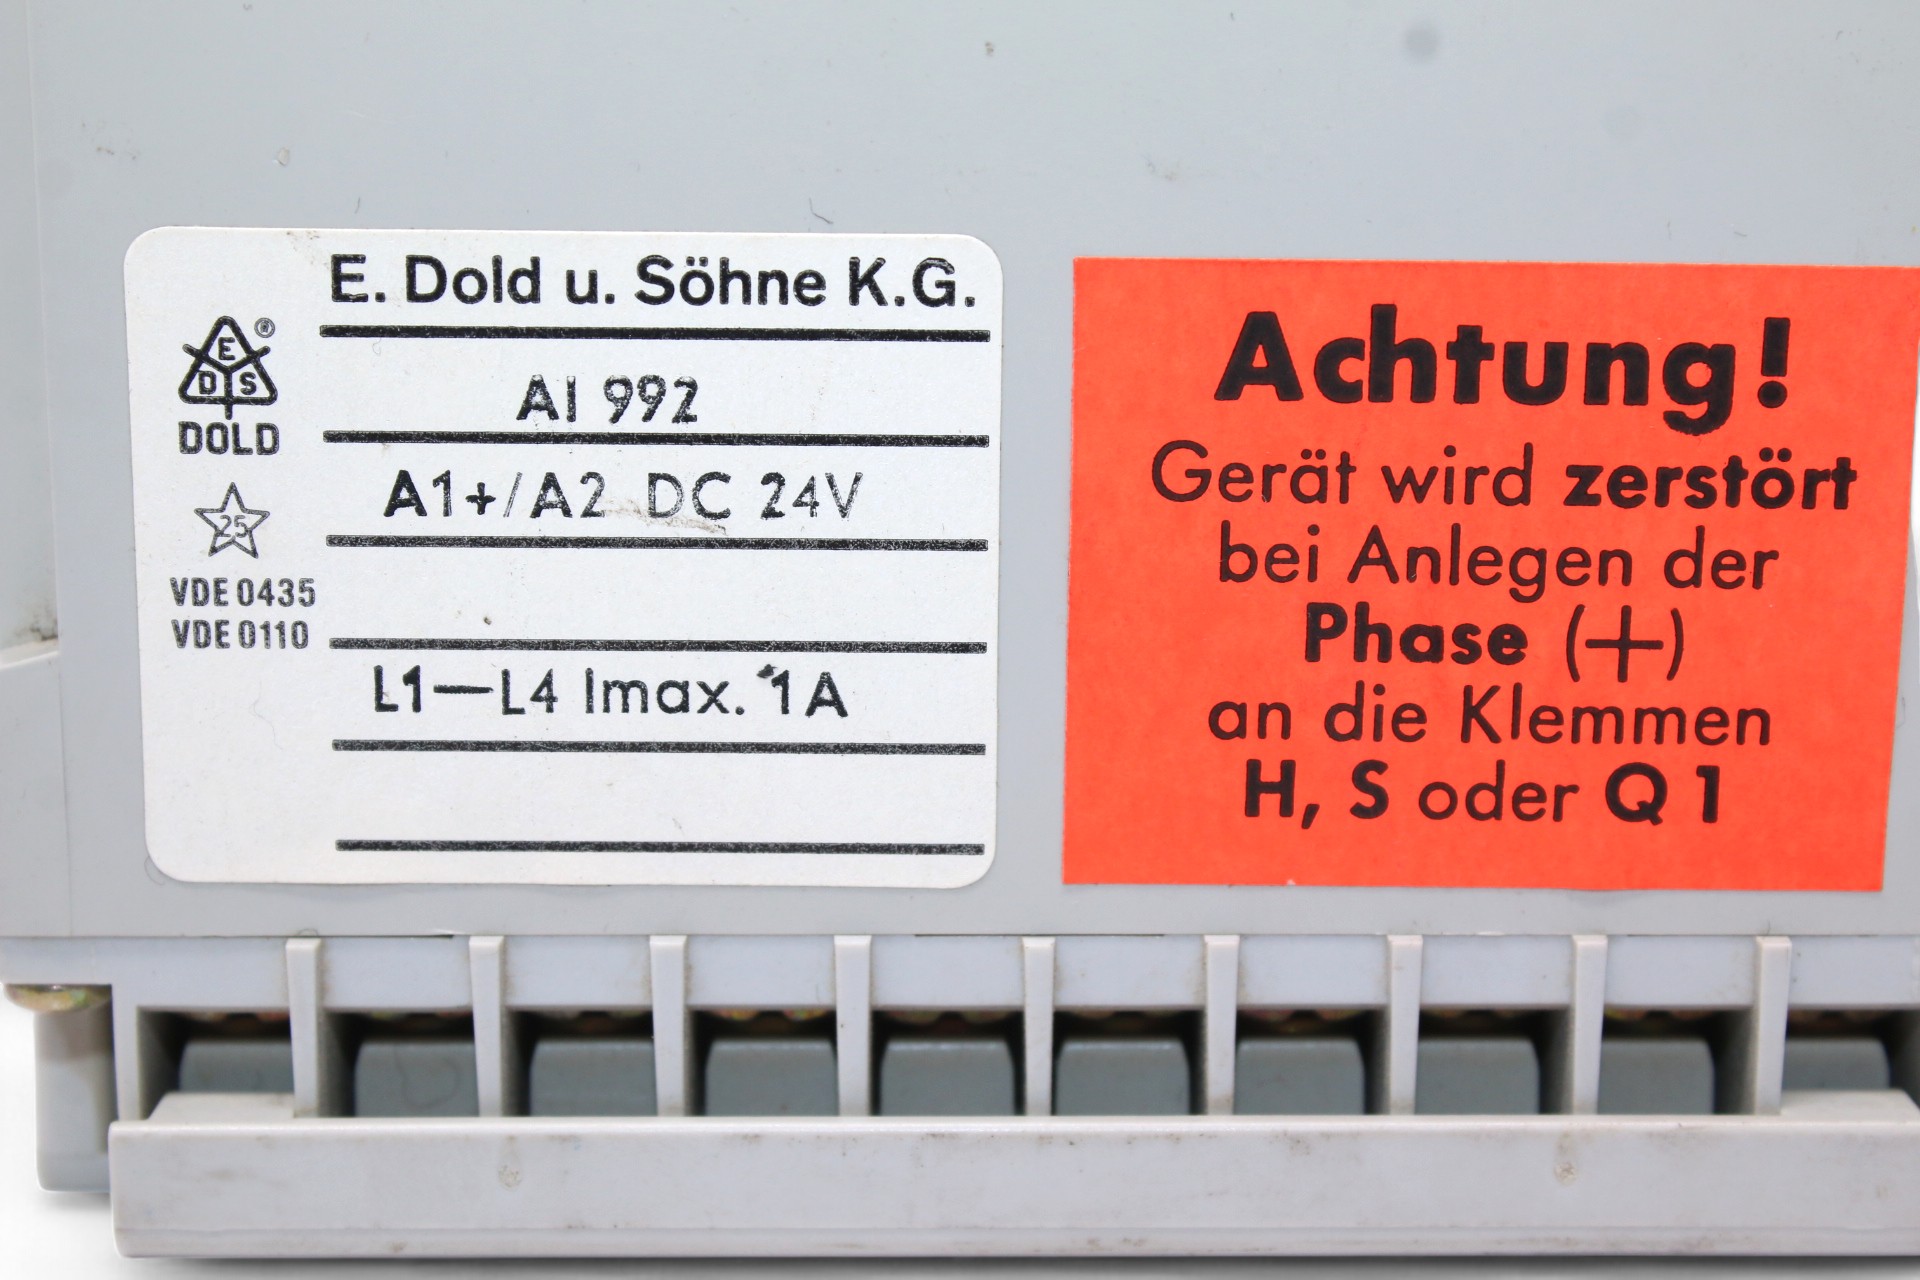 E. Dold u. Söhne K.G.
®
E
D S
DOLD
AI 992
A1+/A2 DC 24V
25
VDE 0435
VDE 0110
L1—L4 Imax. 1A
Achtung!
Gerät wird zerstört
bei Anlegen der
Phase (+)
an die Klemmen
H, S oder Q 1